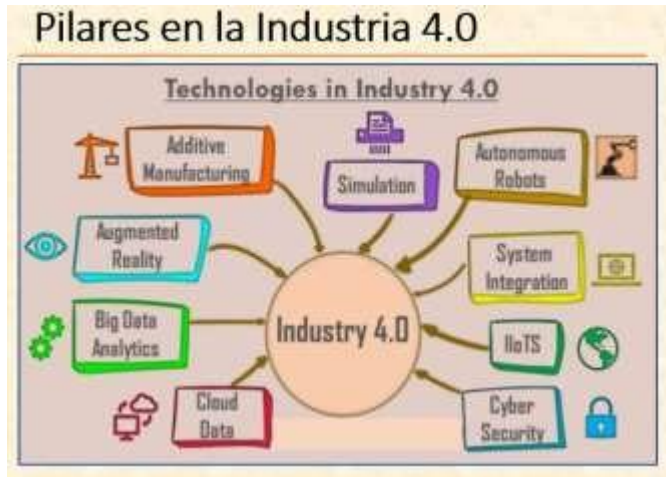 Pilares en la Industria 4.0
Technologies in Industry 4.0
Additive
Manufacturing
Simulation
Autonomous
Robots
Augmented
Reality
System
Integration
Big Data
Analytics
Industry 4.0
IIoTS
Cloud
Data
Cyber
Security